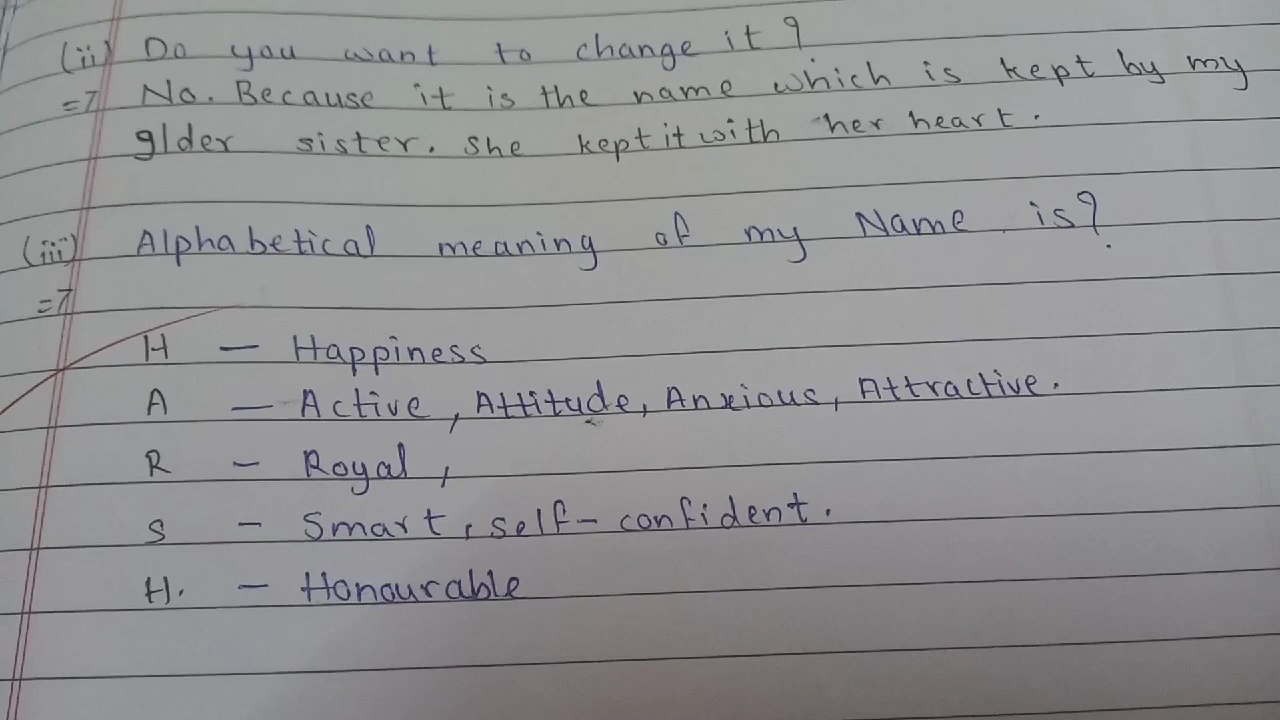 (ii) Do you want to change it?
=> No. Because it is the name which is kept by my
glder sister. She kept it with her heart.
(iii) Alphabetical meaning of my Name is?
=>
H - Happiness
A - Active, Attitude, Anxious, Attractive.
R - Royal,
S - Smart, self-confident.
H. - Honourable